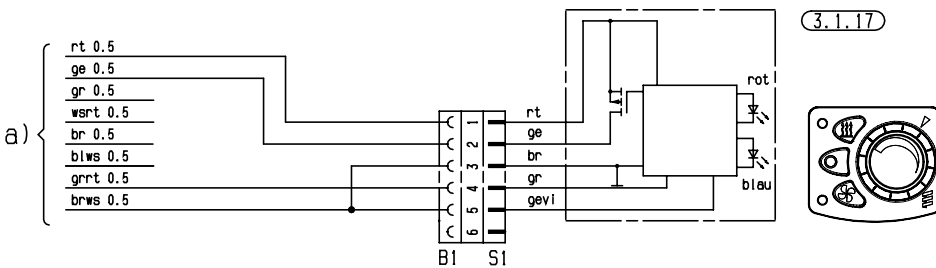 3.1.17
a)
rt 0.5
ge 0.5
gr 0.5
wsrt 0.5
br 0.5
blws 0.5
grrt 0.5
brws 0.5
1
2
3
4
5
6
B1 S1
rt
ge
br
gr
gevi
rot
blau